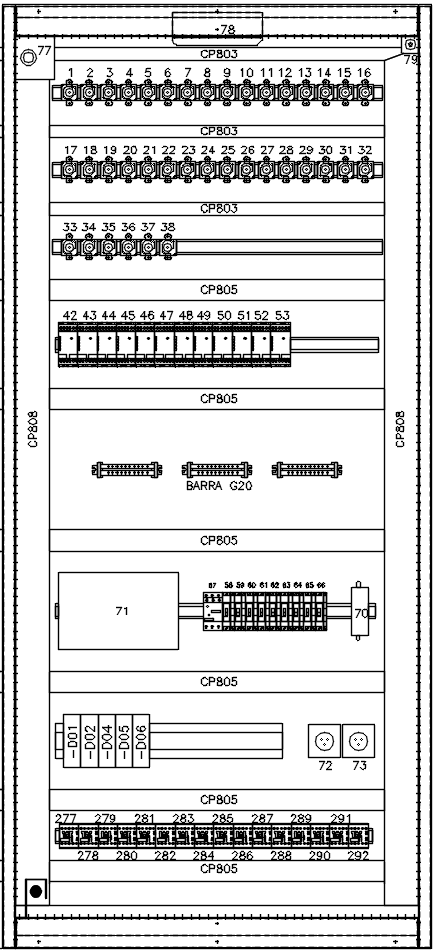 -78
77
79
CP803
1 2 3 4 5 6 7 8 9 10 11 12 13 14 15 16
CP803
17 18 19 20 21 22 23 24 25 26 27 28 29 30 31 32
CP803
33 34 35 36 37 38
CP805
42 43 44 45 46 47 48 49 50 51 52 53
CP805
CP808
CP808
BARRA G20
CP805
57 58 59 60 61 62 63 64 65 66
71
70
CP805
-D01 -D02 -D04 -D05 -D06
72 73
CP805
277 279 281 283 285 287 289 291
278 280 282 284 286 288 290 292
CP805